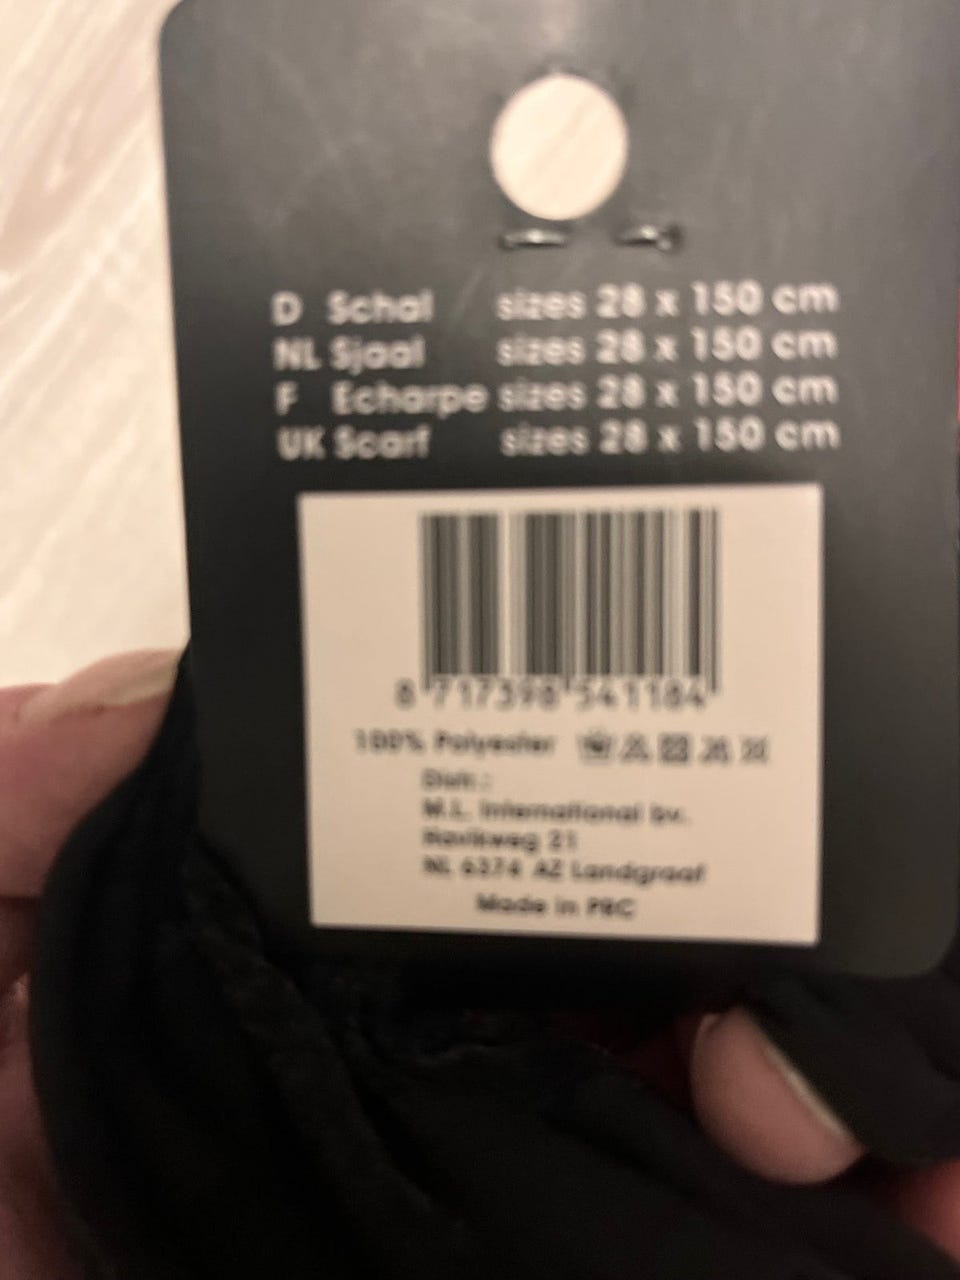 D Schal sizes 28 x 150 cm
NL Sjaal sizes 28 x 150 cm
F Echarpe sizes 28 x 150 cm
UK Scarf sizes 28 x 150 cm
8 717398 541184
100% Polyester
Distr.:
M.L. International bv.
Havikweg 21
NL 6374 AZ Landgraaf
Made in PRC